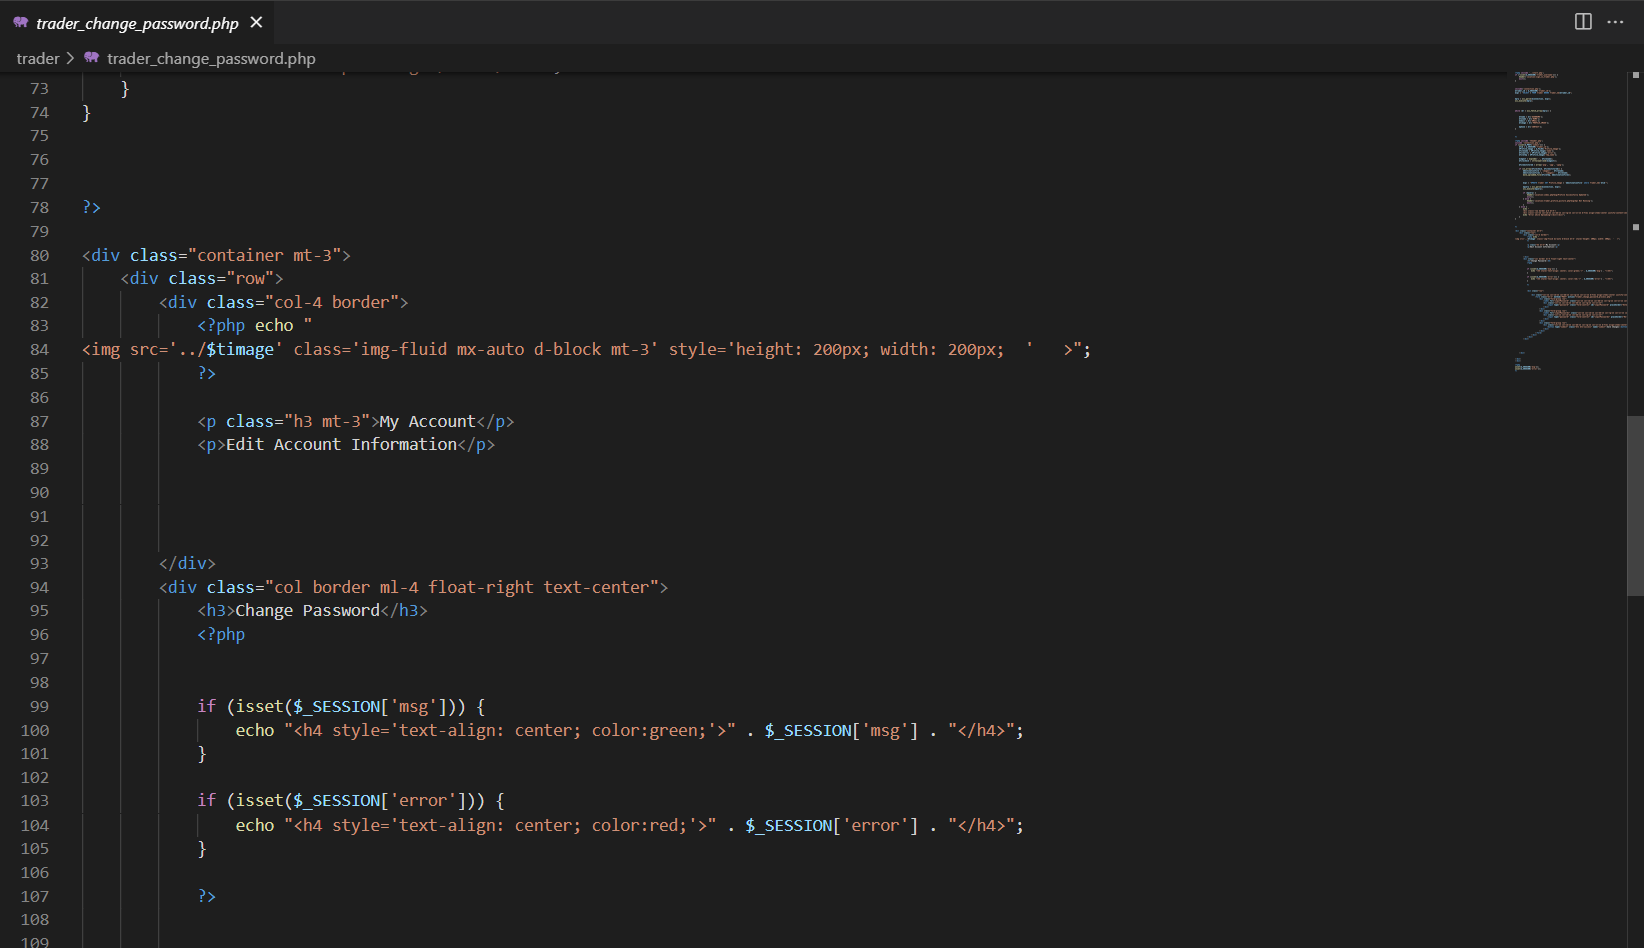 trader_change_password.php
trader > trader_change_password.php
73 }
74 }
75
76
77
78 ?>
79
80 <div class="container mt-3">
81 <div class="row">
82 <div class="col-4 border">
83 <?php echo "
84 <img src='../$timage' class='img-fluid mx-auto d-block mt-3' style='height: 200px; width: 200px;  '   >";
85 ?>
86
87 <p class="h3 mt-3">My Account</p>
88 <p>Edit Account Information</p>
89
90
91
92
93 </div>
94 <div class="col border ml-4 float-right text-center">
95 <h3>Change Password</h3>
96 <?php
97
98
99 if (isset($_SESSION['msg'])) {
100 echo "<h4 style='text-align: center; color:green;'>" . $_SESSION['msg'] . "</h4>";
101 }
102
103 if (isset($_SESSION['error'])) {
104 echo "<h4 style='text-align: center; color:red;'>" . $_SESSION['error'] . "</h4>";
105 }
106
107 ?>
108
109